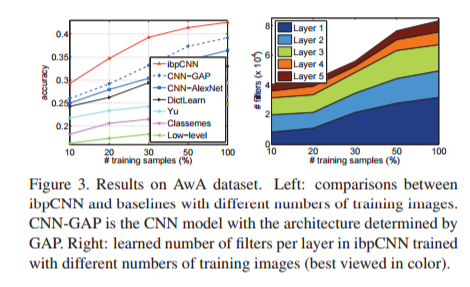 0.4
0.35
0.3
0.25
0.2
accuracy
ibpCNN
CNN-GAP
CNN-AlexNet
DictLearn
Yu
Classemes
Low-level
10 20 30 50 100
# training samples (%)
8
6
4
2
0
# filters (x 10⁴)
Layer 1
Layer 2
Layer 3
Layer 4
Layer 5
10 20 30 50 100
# training samples (%)
Figure 3. Results on AwA dataset. Left: comparisons between
ibpCNN and baselines with different numbers of training images.
CNN-GAP is the CNN model with the architecture determined by
GAP. Right: learned number of filters per layer in ibpCNN trained
with different numbers of training images (best viewed in color).